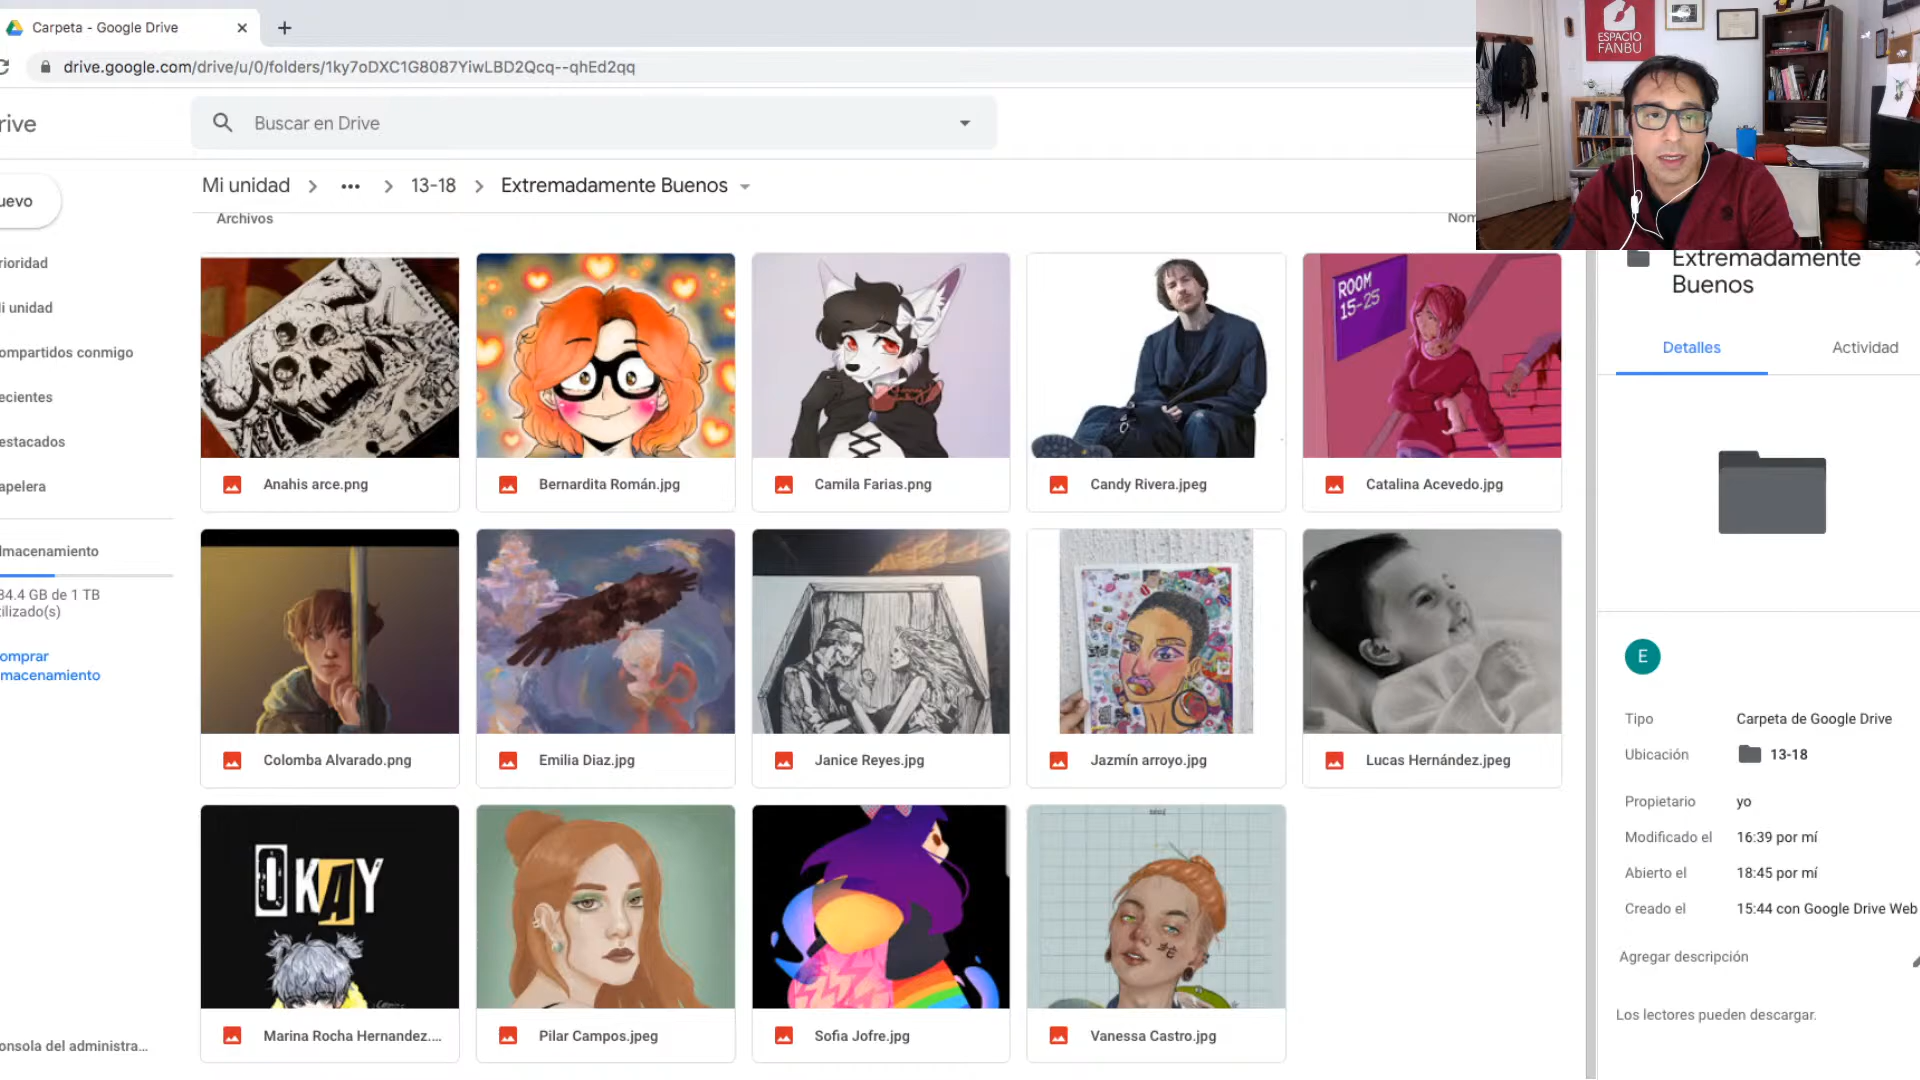 Carpeta - Google Drive
drive.google.com/drive/u/0/folders/1ky7oDXC1G8087YiwLBD2Qcq--qhEd2qq
ESPACIO
FANBU
rive
Buscar en Drive
uevo
Mi unidad > ••• > 13-18 > Extremadamente Buenos
Archivos
Nom
rioridad
i unidad
ompartidos conmigo
ecientes
estacados
apelera
lmacenamiento
34.4 GB de 1 TB
tilizado(s)
omprar
macenamiento
onsola del administra...
ROOM
15-25
Anahis arce.png
Bernardita Román.jpg
Camila Farias.png
Candy Rivera.jpeg
Catalina Acevedo.jpg
Colomba Alvarado.png
Emilia Diaz.jpg
Janice Reyes.jpg
Jazmín arroyo.jpg
Lucas Hernández.jpeg
OKAY
Marina Rocha Hernandez....
Pilar Campos.jpeg
Sofia Jofre.jpg
Vanessa Castro.jpg
Extremadamente
Buenos
Detalles
Actividad
E
Tipo Carpeta de Google Drive
Ubicación 13-18
Propietario yo
Modificado el 16:39 por mí
Abierto el 18:45 por mí
Creado el 15:44 con Google Drive Web
Agregar descripción
Los lectores pueden descargar.